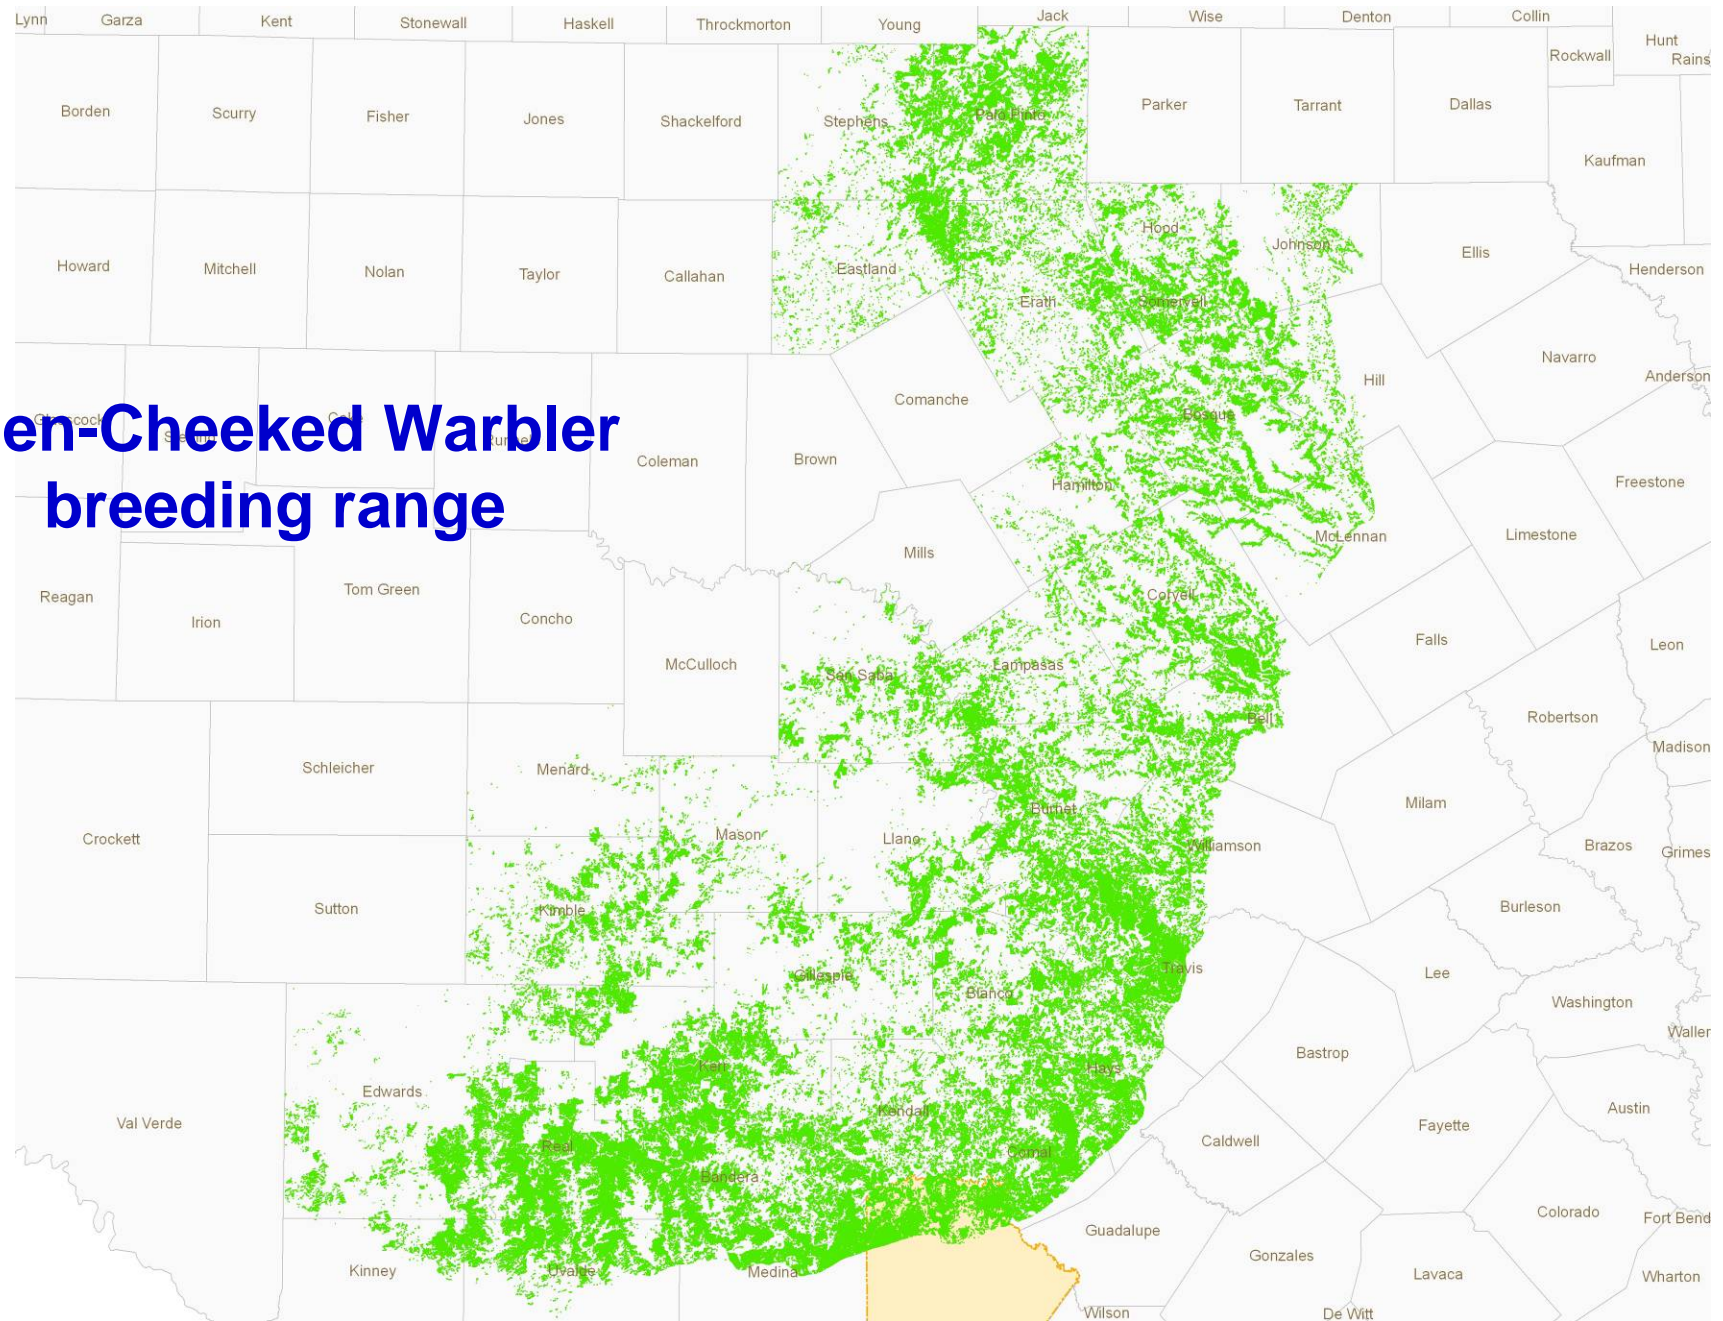 Lynn Garza Kent Stonewall Haskell Throckmorton Young Jack Wise Denton Collin
Hunt
Rockwall Rains
Borden Scurry Fisher Jones Shackelford Stephens Palo Pinto Parker Tarrant Dallas
Kaufman
Howard Mitchell Nolan Taylor Callahan Eastland Hood Johnson Ellis Henderson
Erath Somervell
Navarro
Comanche Hill Anderson
Glasscock Coke Bosque
en-Cheeked Warbler
Coleman Brown
breeding range
Hamilton Freestone
Mills McLennan Limestone
Reagan Irion Tom Green Concho Coryell
McCulloch San Saba Lampasas Falls Leon
Bell Robertson
Madison
Schleicher Menard
Crockett Mason Llano Burnet Williamson Milam Brazos Grimes
Sutton Kimble Burleson
Gillespie Blanco Travis Lee Washington
Waller
Edwards Kerr Hays Bastrop
Val Verde Kendall Caldwell Fayette Austin
Real Bandera Comal
Guadalupe Colorado Fort Bend
Kinney Uvalde Medina Gonzales Lavaca Wharton
Wilson De Witt